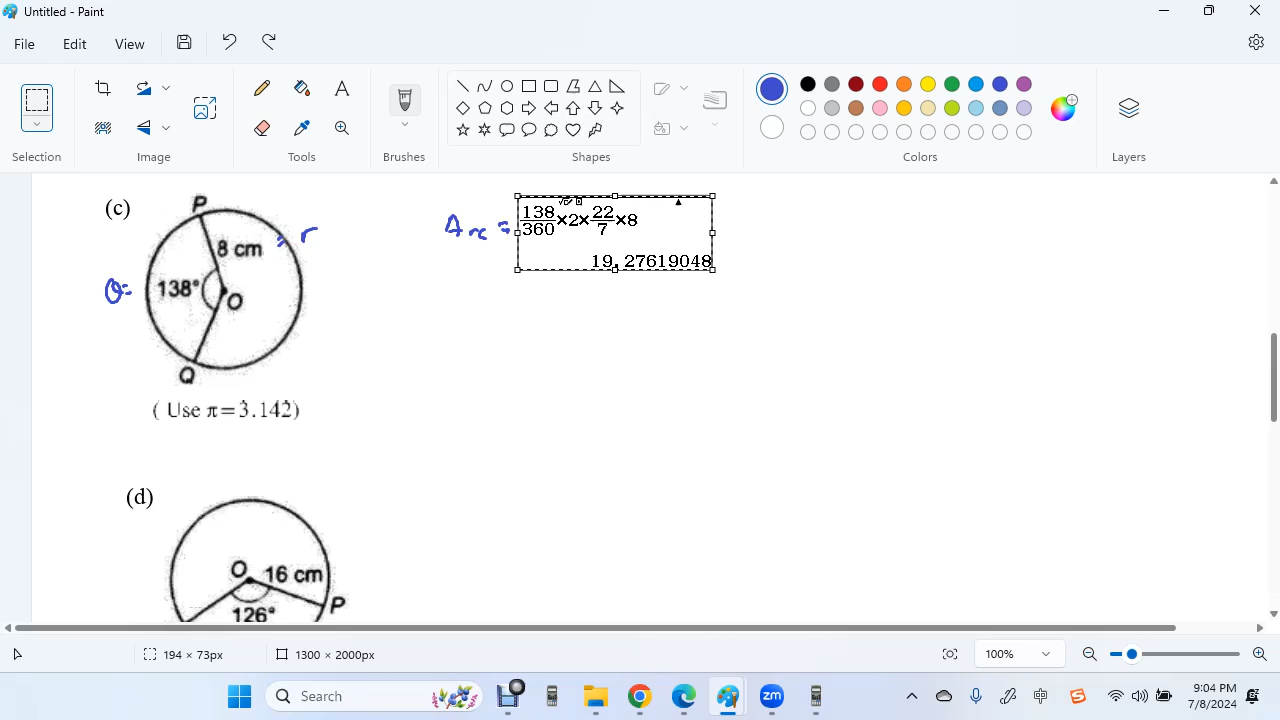 Untitled - Paint
File Edit View
Selection Image Tools Brushes Shapes Colors Layers
(c)
P
8 cm
= r
θ=
138°
O
Q
( Use π=3.142)
Arc =
138/360×2×22/7×8
19.27619048
(d)
O
16 cm
P
126°
194 × 73px
1300 × 2000px
100%
Search
zm
中
S
9:04 PM
7/8/2024